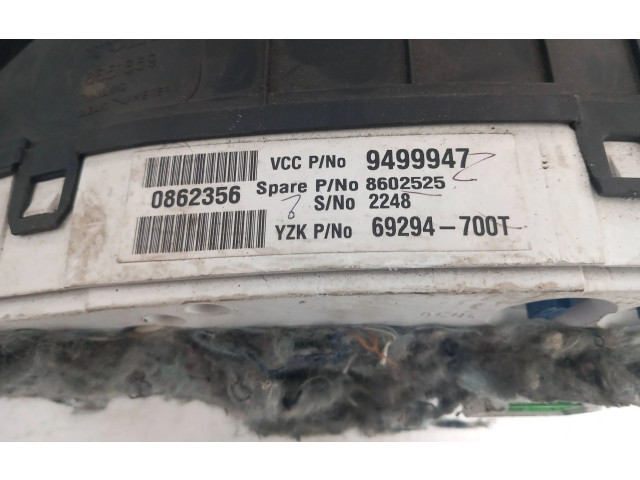 VCC P/No 9499947
0862356 Spare P/No 8602525
S/No 2248
YZK P/No 69294-700T